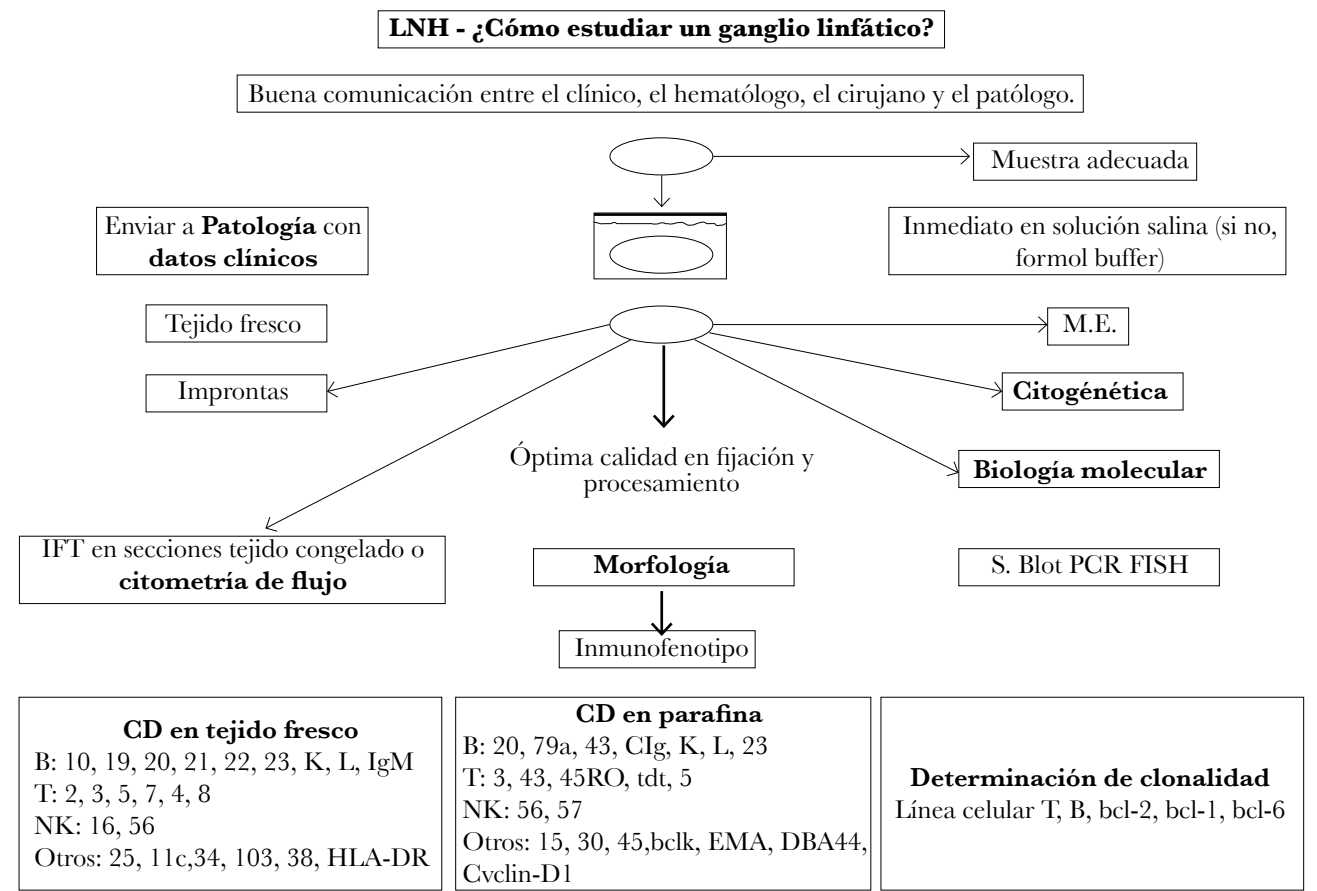 LNH - ¿Cómo estudiar un ganglio linfático?
Buena comunicación entre el clínico, el hematólogo, el cirujano y el patólogo.
Muestra adecuada
Enviar a Patología con
datos clínicos
Inmediato en solución salina (si no,
formol buffer)
Tejido fresco
M.E.
Improntas
Citogénética
Óptima calidad en fijación y
procesamiento
Biología molecular
IFT en secciones tejido congelado o
citometría de flujo
Morfología
S. Blot PCR FISH
Inmunofenotipo
CD en tejido fresco
B: 10, 19, 20, 21, 22, 23, K, L, IgM
T: 2, 3, 5, 7, 4, 8
NK: 16, 56
Otros: 25, 11c,34, 103, 38, HLA-DR
CD en parafina
B: 20, 79a, 43, CIg, K, L, 23
T: 3, 43, 45RO, tdt, 5
NK: 56, 57
Otros: 15, 30, 45,bclk, EMA, DBA44,
Cvclin-D1
Determinación de clonalidad
Línea celular T, B, bcl-2, bcl-1, bcl-6